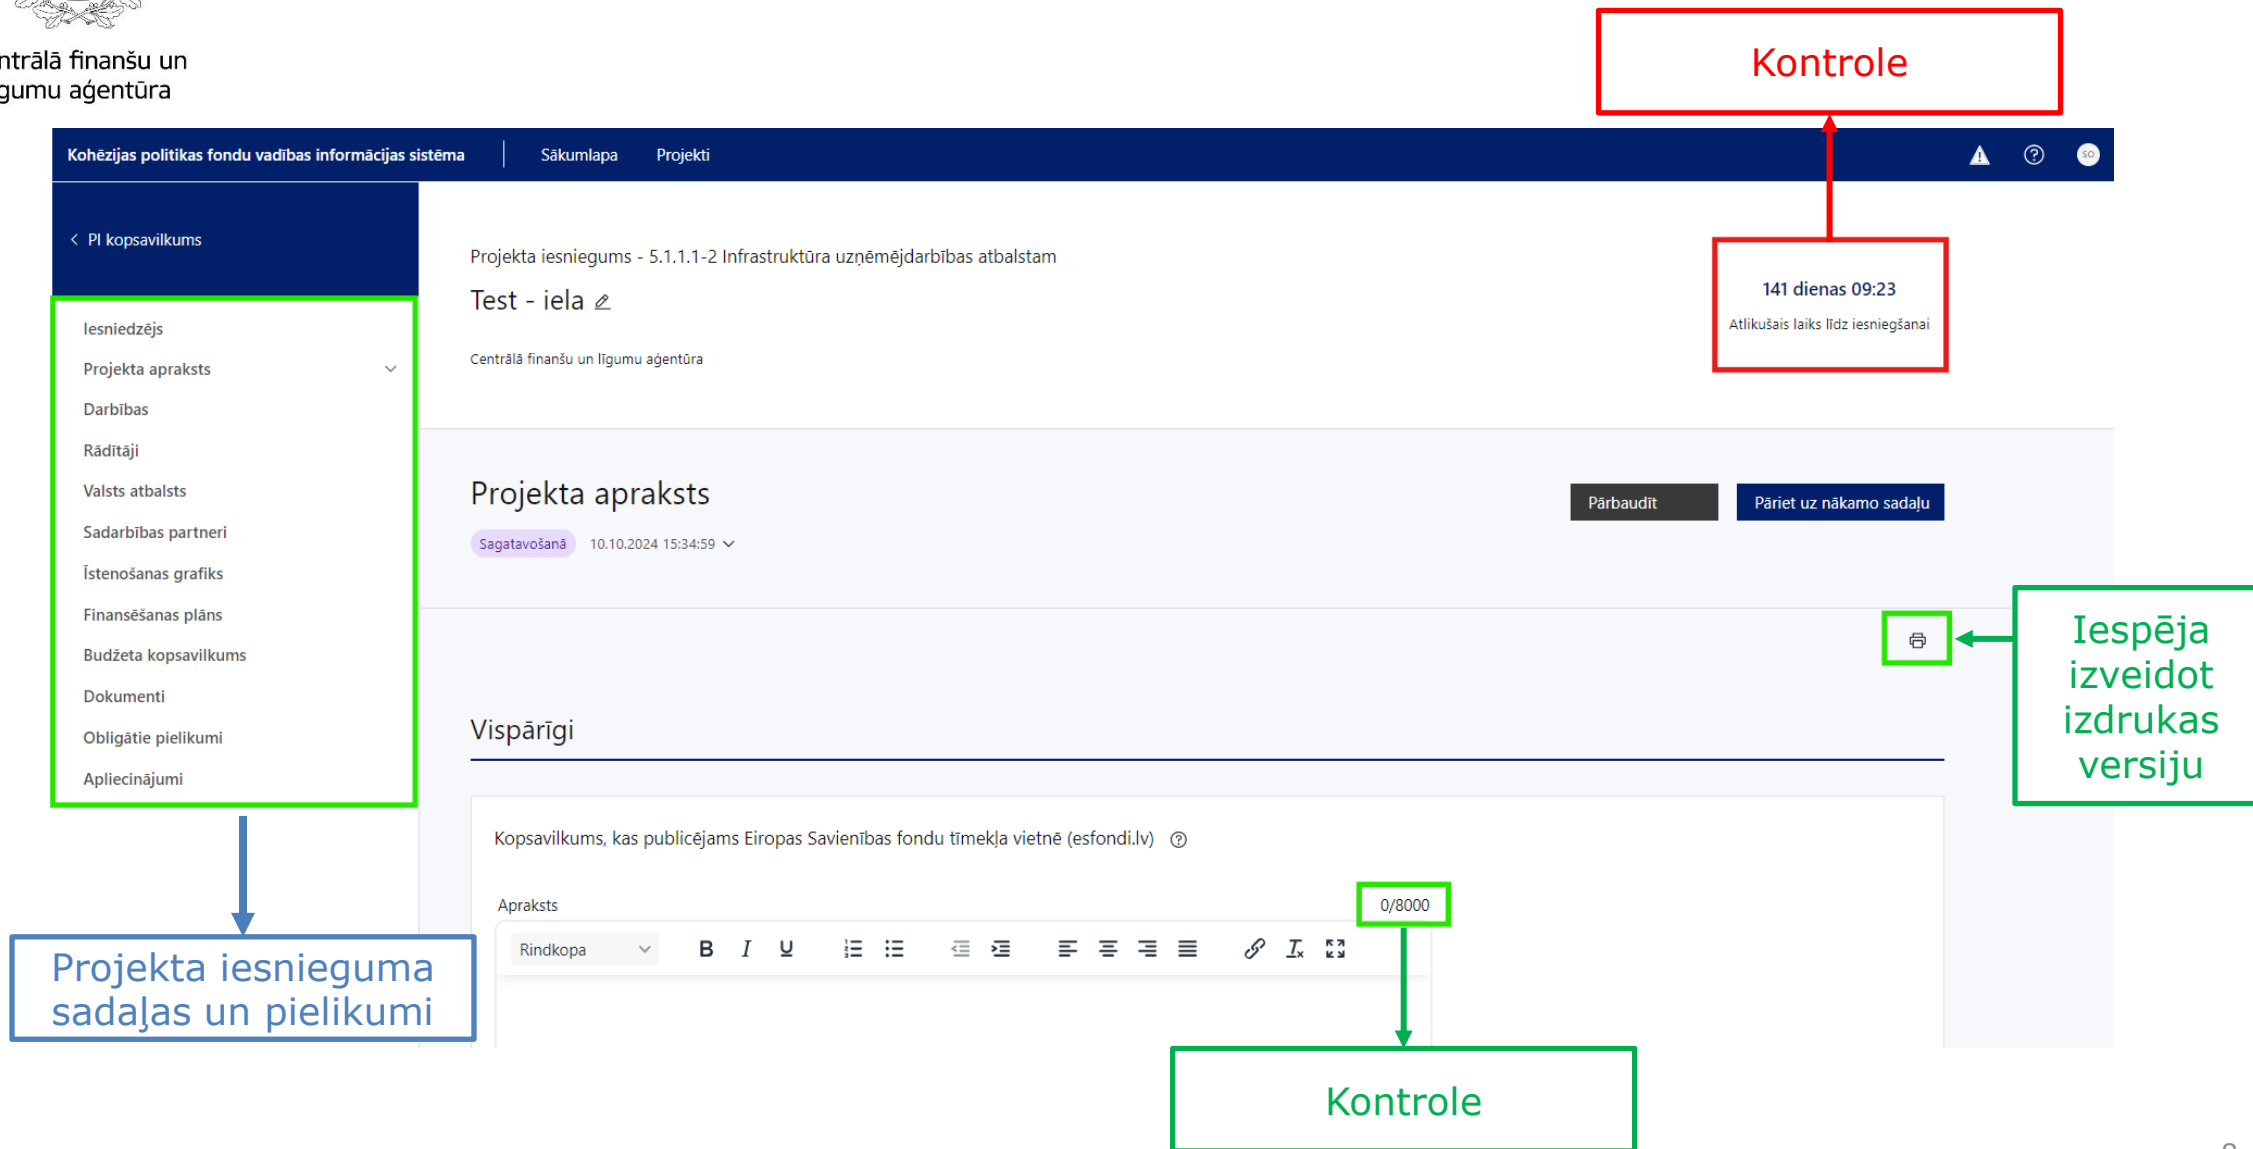 ntrālā finanšu un
gumu aģentūra
Kontrole
Kohēzijas politikas fondu vadības informācijas sistēma
Sākumlapa
Projekti
SO
PI kopsavilkums
Projekta iesniegums - 5.1.1.1-2 Infrastruktūra uzņēmējdarbības atbalstam
Test - iela
Centrālā finanšu un līgumu aģentūra
141 dienas 09:23
Atlikušais laiks līdz iesniegšanai
Iesniedzējs
Projekta apraksts
Darbības
Rādītāji
Valsts atbalsts
Sadarbības partneri
Īstenošanas grafiks
Finansēšanas plāns
Budžeta kopsavilkums
Dokumenti
Obligātie pielikumi
Apliecinājumi
Projekta apraksts
Sagatavošanā
10.10.2024 15:34:59
Pārbaudīt
Pāriet uz nākamo sadaļu
Iespēja
izveidot
izdrukas
versiju
Vispārīgi
Kopsavilkums, kas publicējams Eiropas Savienības fondu tīmekļa vietnē (esfondi.lv)
Apraksts
0/8000
Rindkopa
Projekta iesnieguma
sadaļas un pielikumi
Kontrole